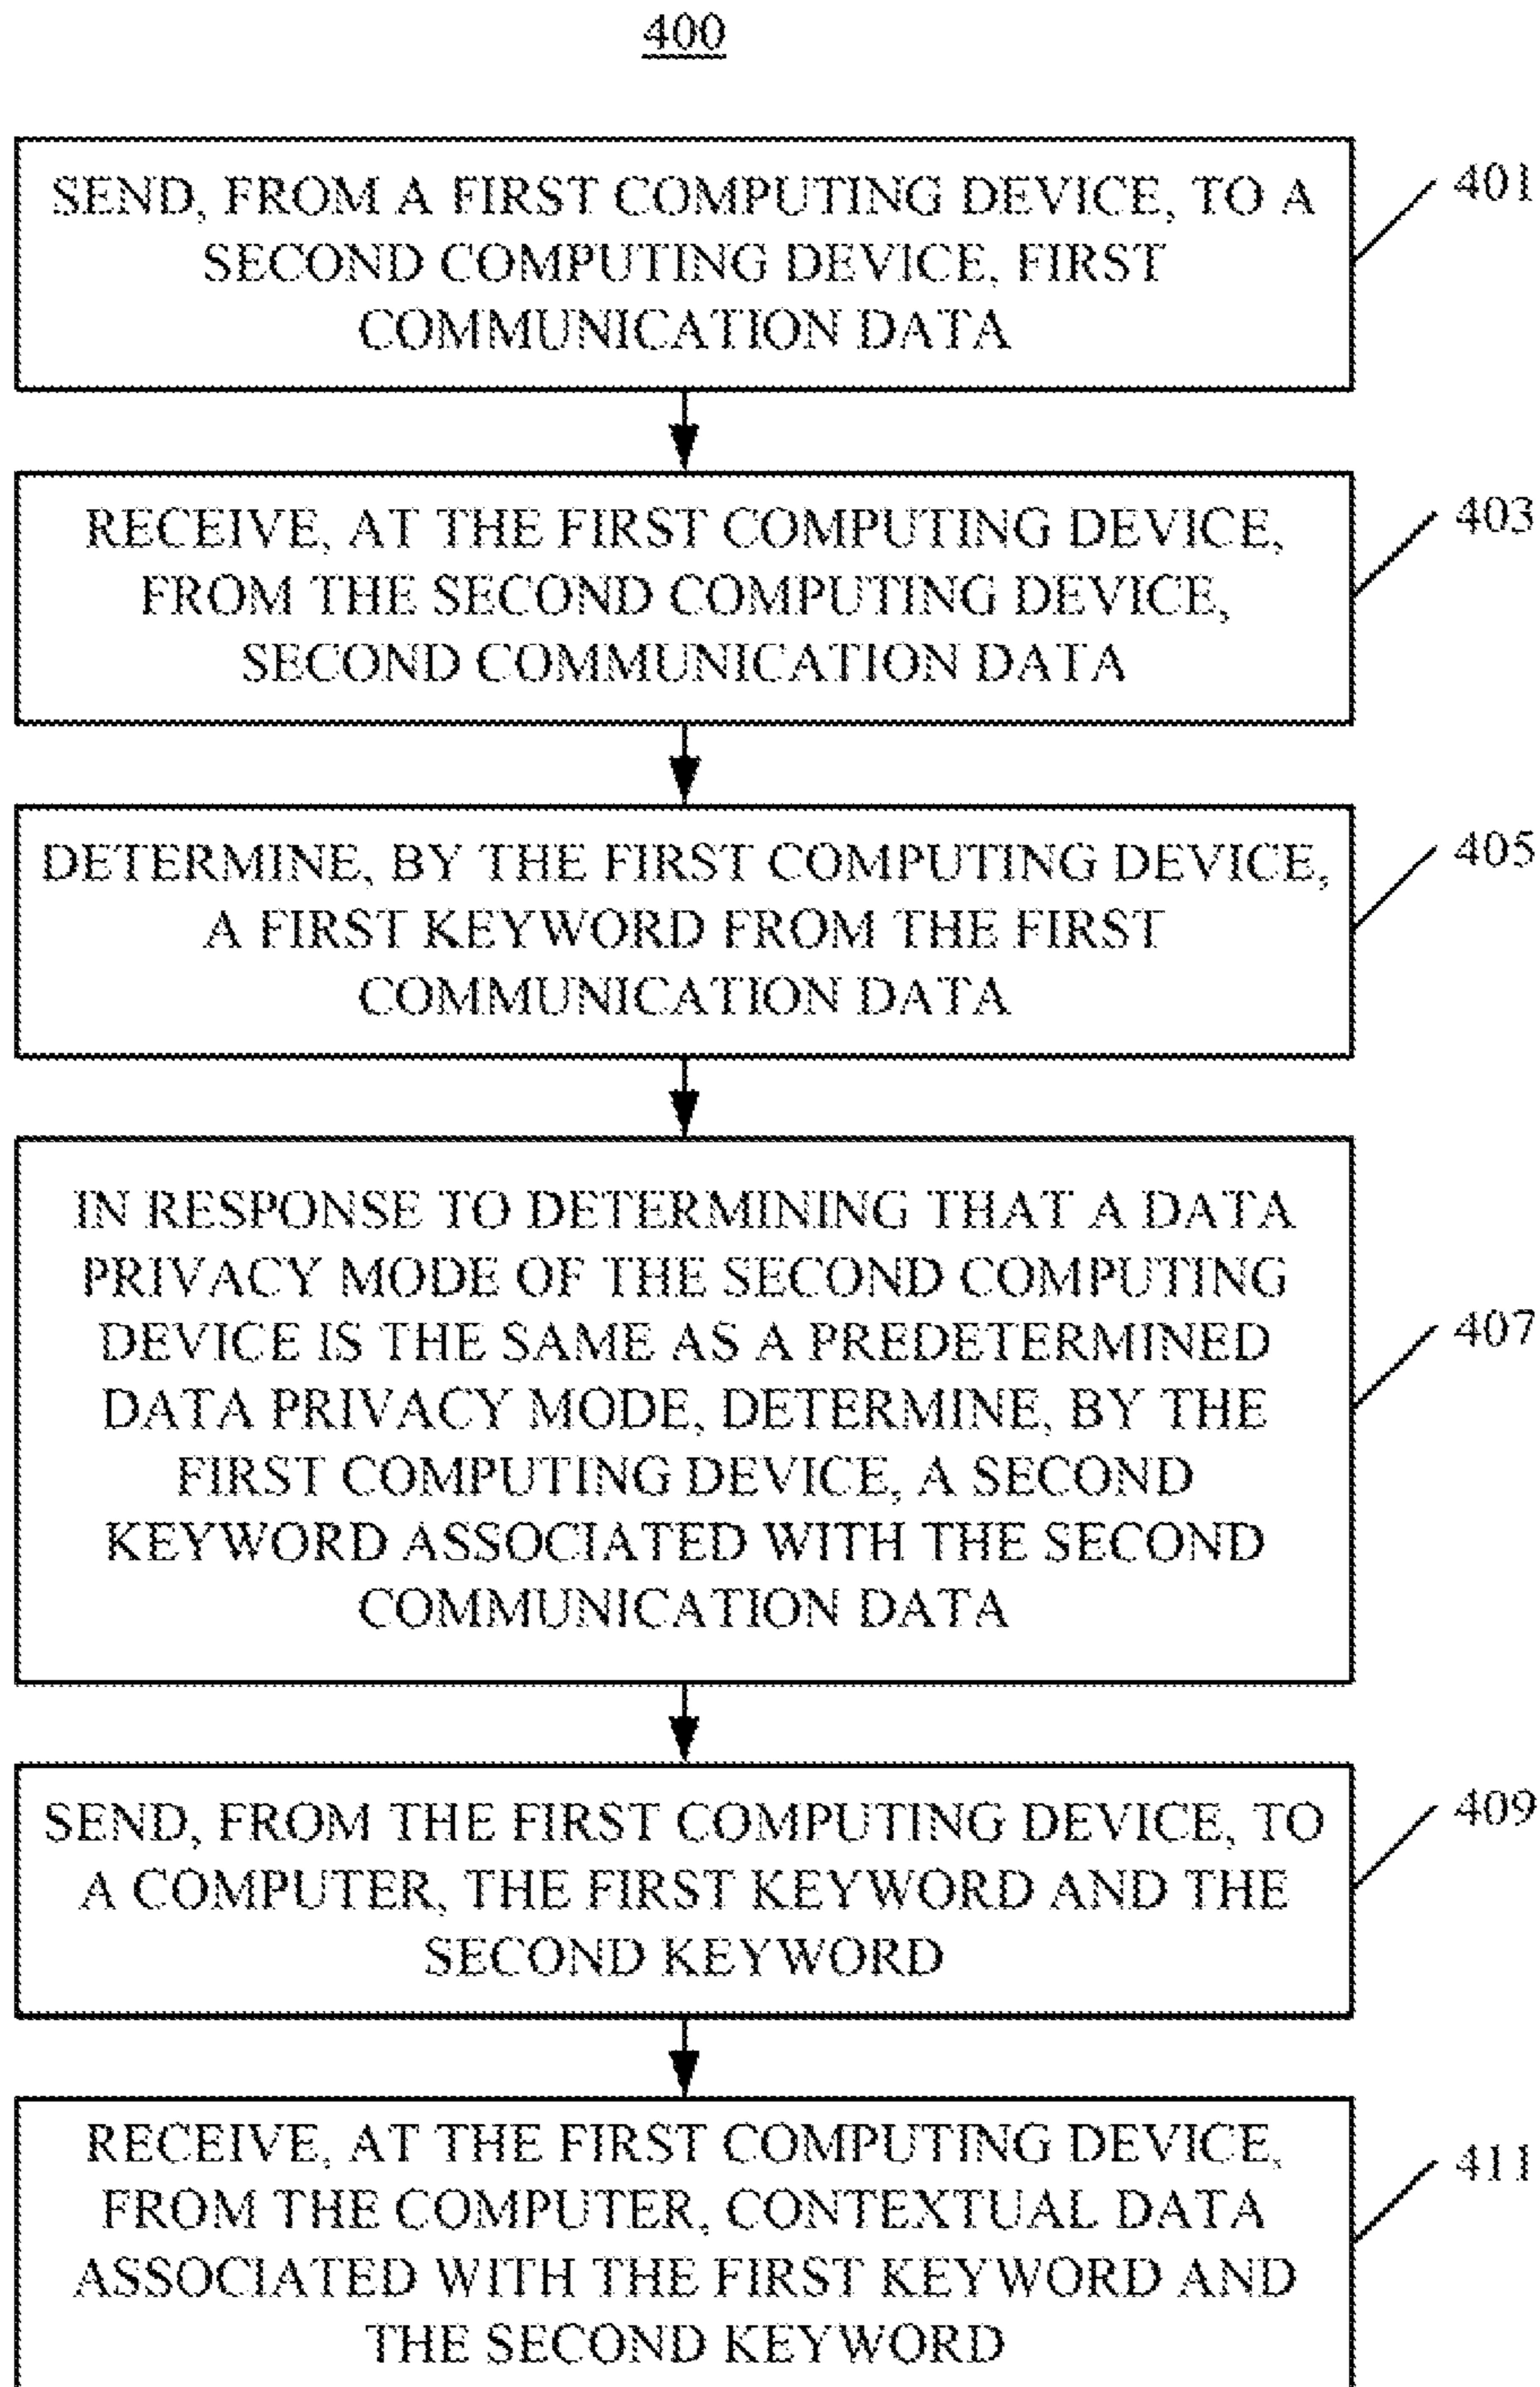 400
SEND, FROM A FIRST COMPUTING DEVICE, TO A
SECOND COMPUTING DEVICE, FIRST
COMMUNICATION DATA
401
RECEIVE, AT THE FIRST COMPUTING DEVICE,
FROM THE SECOND COMPUTING DEVICE,
SECOND COMMUNICATION DATA
403
DETERMINE, BY THE FIRST COMPUTING DEVICE,
A FIRST KEYWORD FROM THE FIRST
COMMUNICATION DATA
405
IN RESPONSE TO DETERMINING THAT A DATA
PRIVACY MODE OF THE SECOND COMPUTING
DEVICE IS THE SAME AS A PREDETERMINED
DATA PRIVACY MODE, DETERMINE, BY THE
FIRST COMPUTING DEVICE, A SECOND
KEYWORD ASSOCIATED WITH THE SECOND
COMMUNICATION DATA
407
SEND, FROM THE FIRST COMPUTING DEVICE, TO
A COMPUTER, THE FIRST KEYWORD AND THE
SECOND KEYWORD
409
RECEIVE, AT THE FIRST COMPUTING DEVICE,
FROM THE COMPUTER, CONTEXTUAL DATA
ASSOCIATED WITH THE FIRST KEYWORD AND
THE SECOND KEYWORD
411